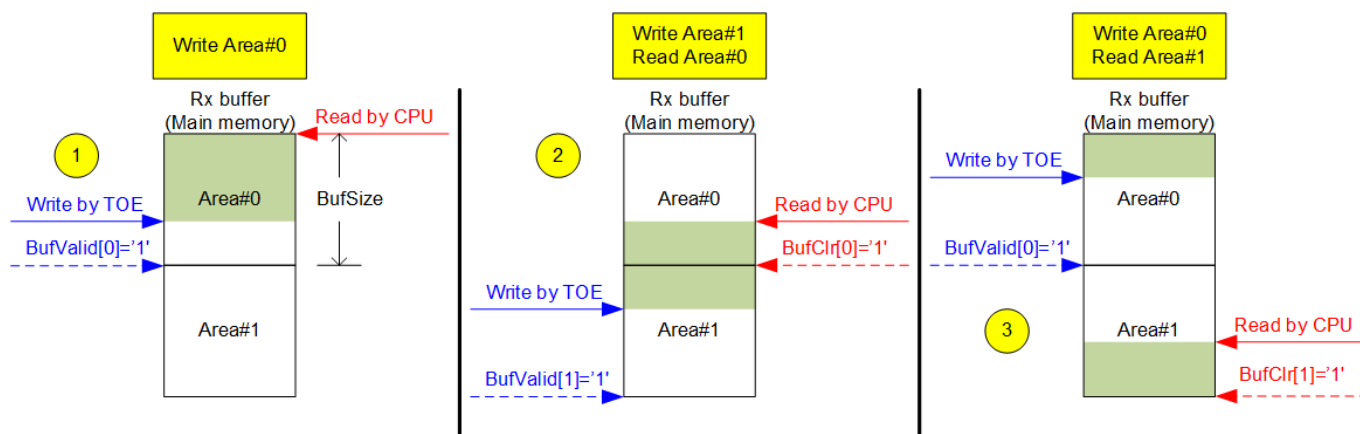 Write Area#0
Rx buffer
(Main memory)
Read by CPU
1
Area#0
BufSize
Write by TOE
BufValid[0]='1'
Area#1
Write Area#1
Read Area#0
Rx buffer
(Main memory)
2
Area#0
Read by CPU
BufClr[0]='1'
Write by TOE
Area#1
BufValid[1]='1'
Write Area#0
Read Area#1
Rx buffer
(Main memory)
Write by TOE
Area#0
BufValid[0]='1'
3
Area#1
Read by CPU
BufClr[1]='1'